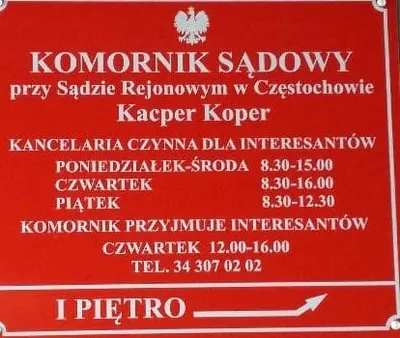 KOMORNIK SĄDOWY
przy Sądzie Rejonowym w Częstochowie
Kacper Koper
KANCELARIA CZYNNA DLA INTERESANTÓW
PONIEDZIAŁEK-ŚRODA 8.30-15.00
CZWARTEK 8.30-16.00
PIĄTEK 8.30-12.30
KOMORNIK PRZYJMUJE INTERESANTÓW
CZWARTEK 12.00-16.00
TEL. 34 307 02 02
I PIĘTRO